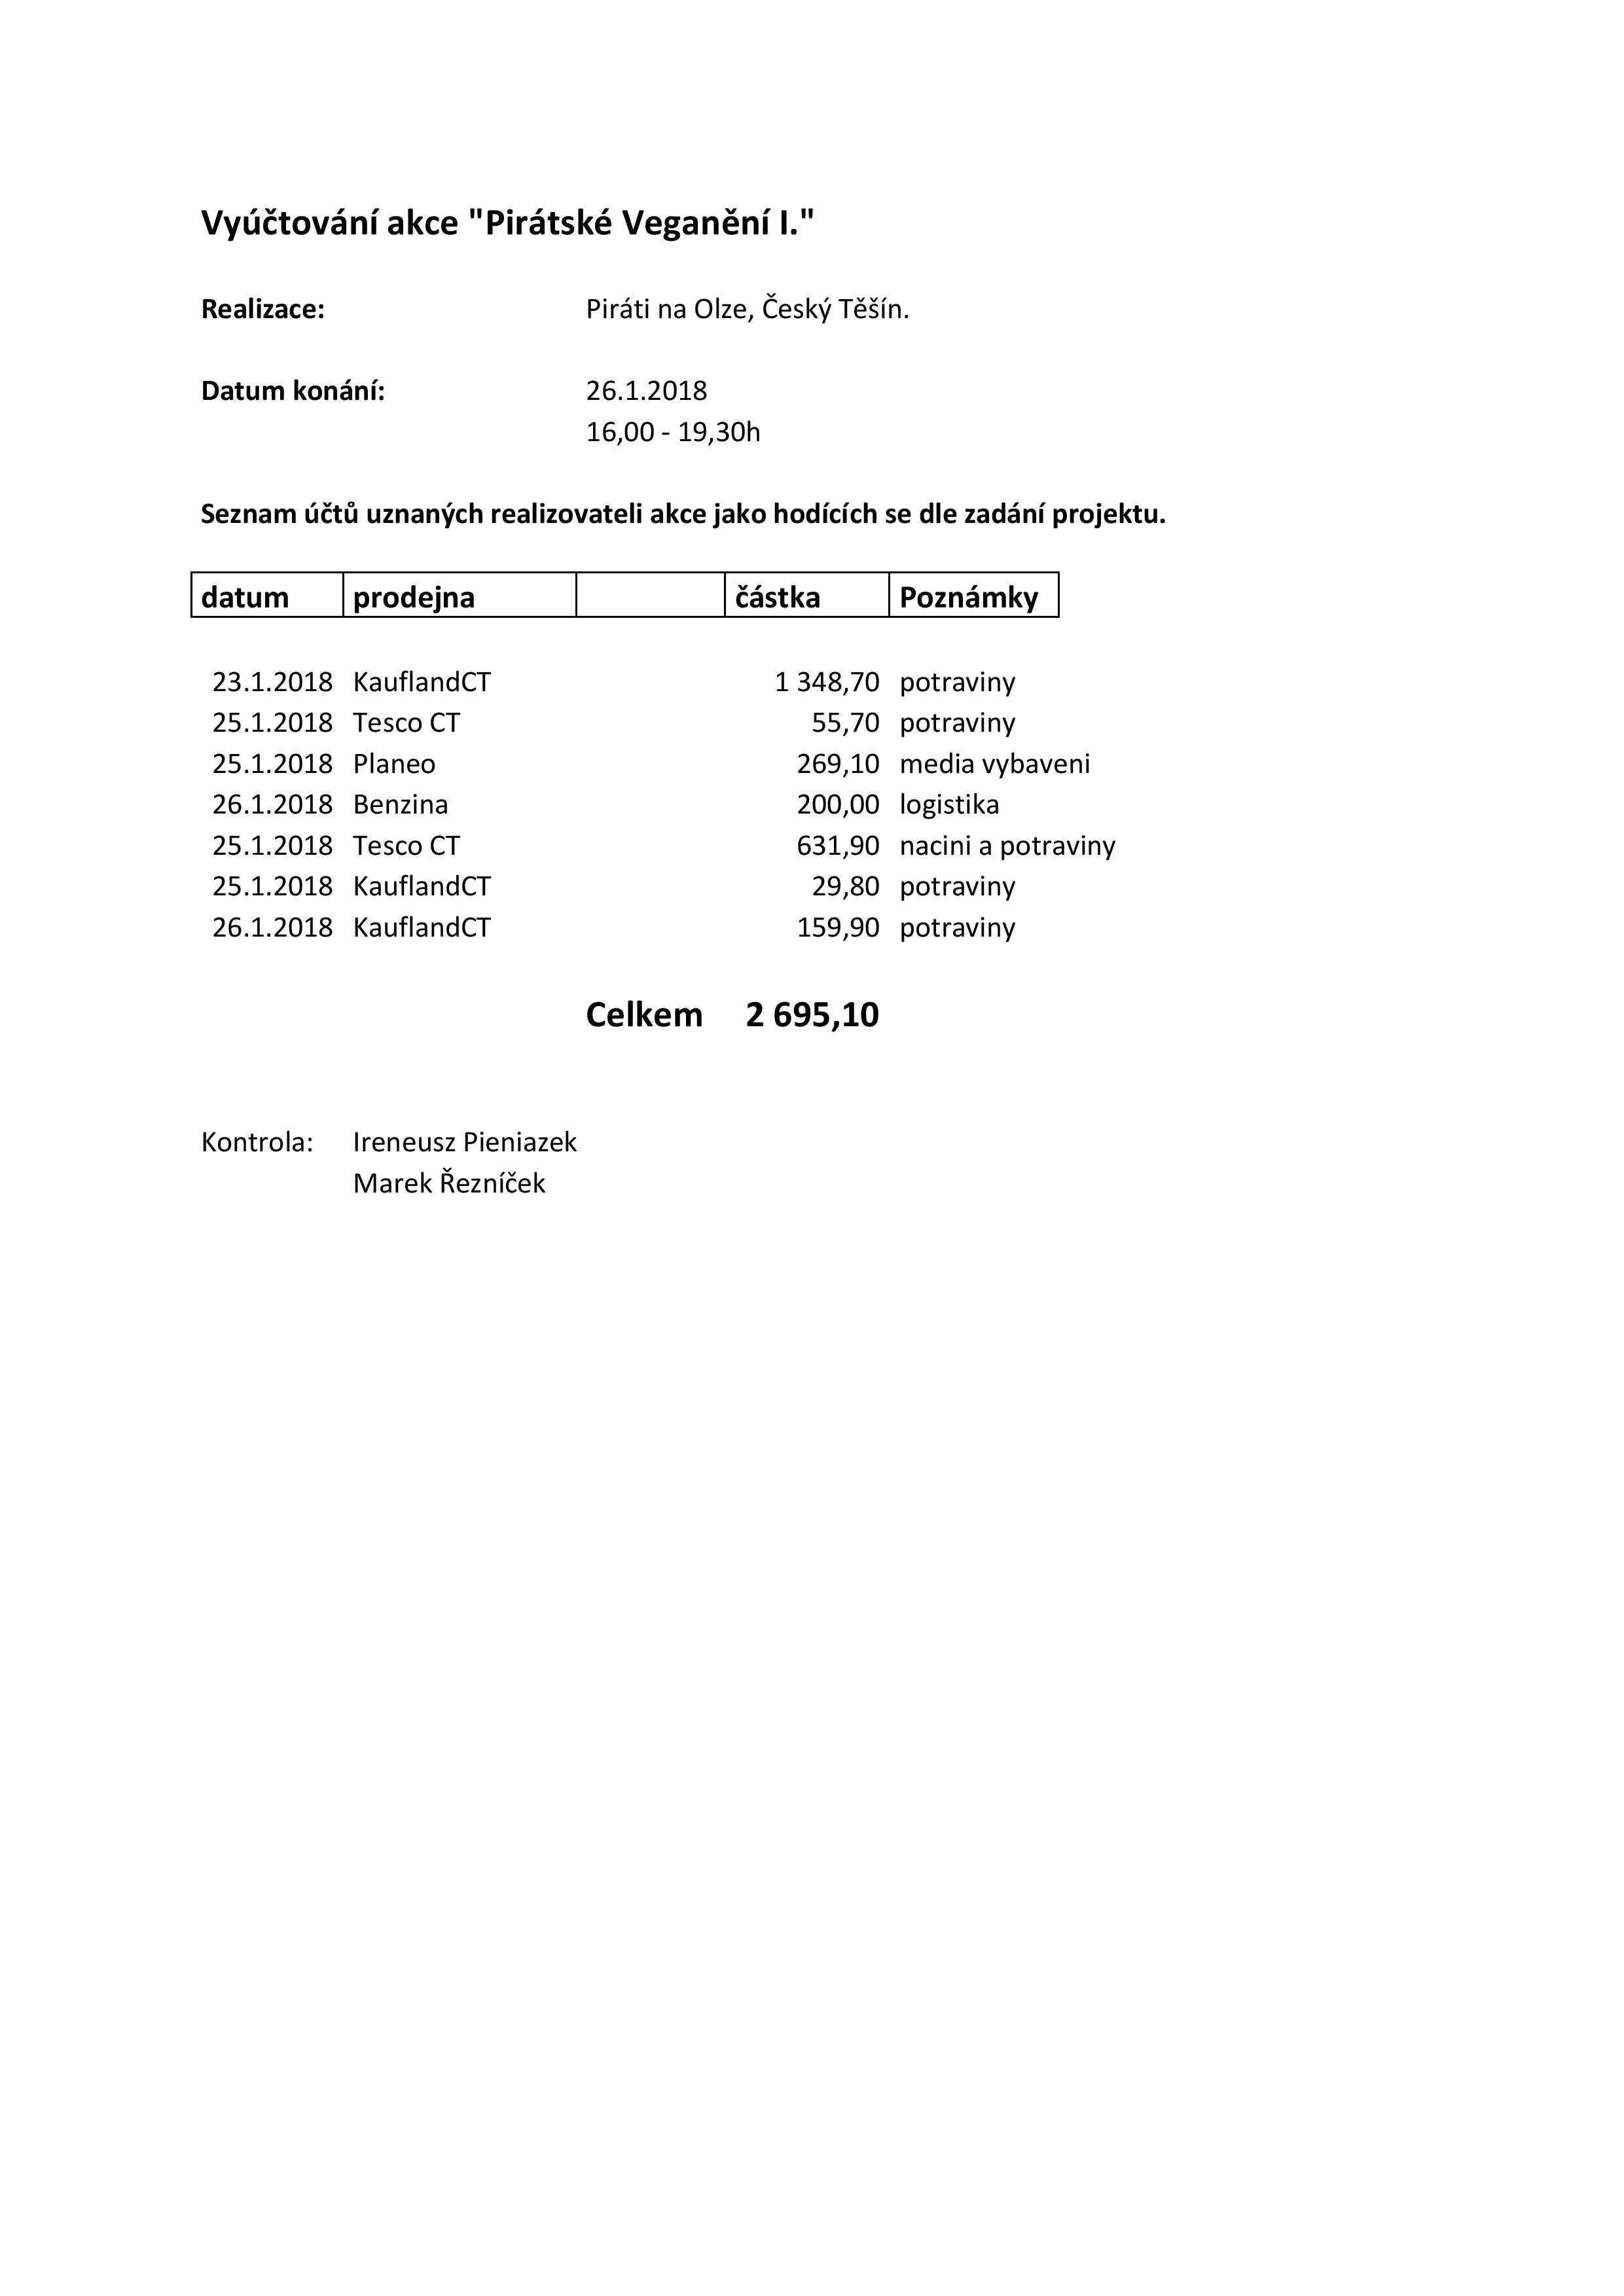 Vyúčtování akce "Pirátské Veganění I."
Realizace: Piráti na Olze, Český Těšín.
Datum konání: 26.1.2018
16,00 - 19,30h
Seznam účtů uznaných realizovateli akce jako hodících se dle zadání projektu.
datum prodejna částka Poznámky
23.1.2018 KauflandCT 1 348,70 potraviny
25.1.2018 Tesco CT 55,70 potraviny
25.1.2018 Planeo 269,10 media vybaveni
26.1.2018 Benzina 200,00 logistika
25.1.2018 Tesco CT 631,90 nacini a potraviny
25.1.2018 KauflandCT 29,80 potraviny
26.1.2018 KauflandCT 159,90 potraviny
Celkem 2 695,10
Kontrola: Ireneusz Pieniazek
Marek Řezníček